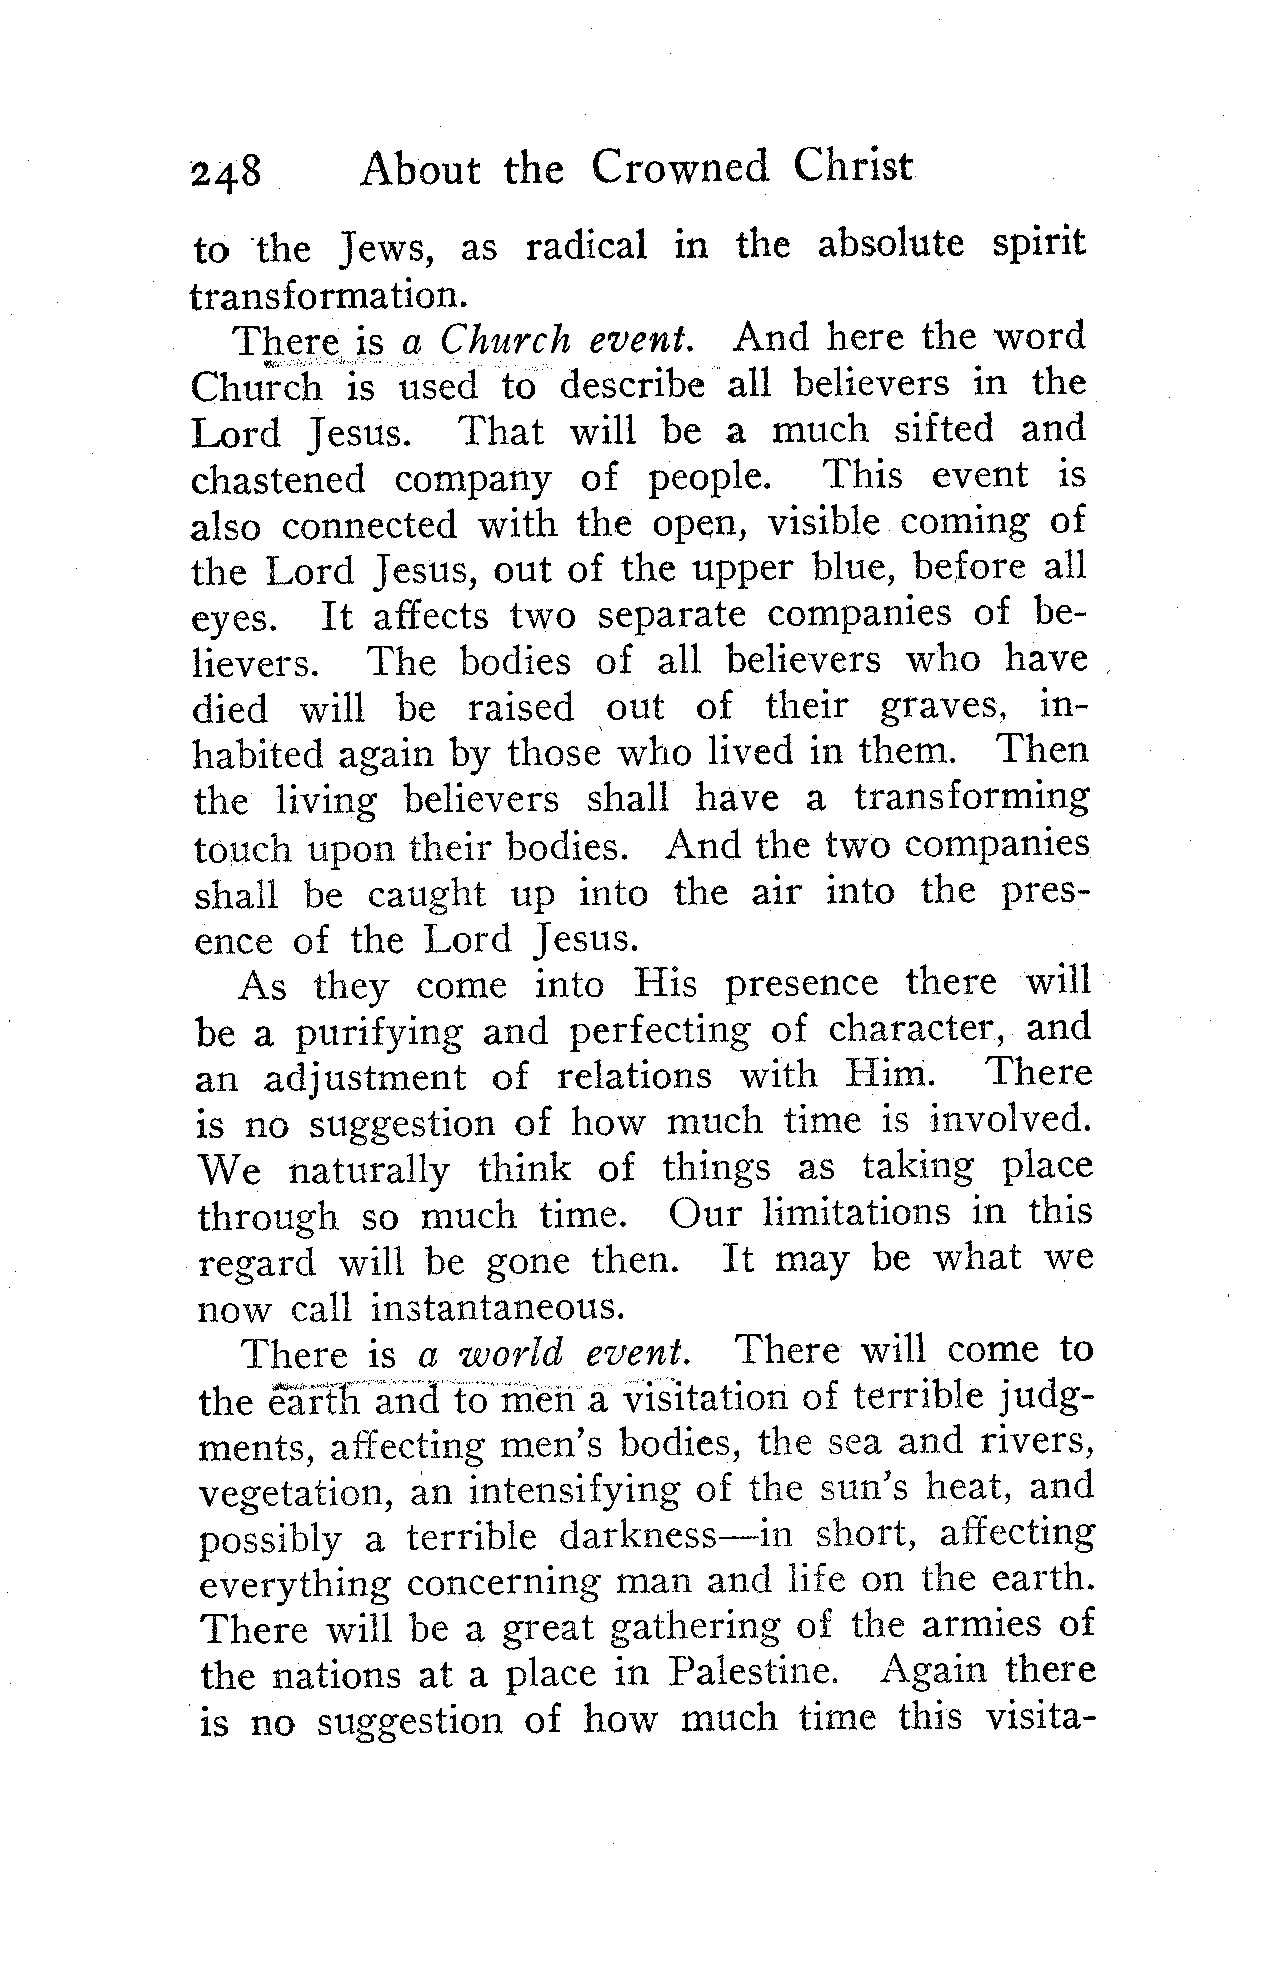 248 About the Crowned Christ
to the Jews, as radical in the absolute spirit
transformation.
There is a Church event. And here the word
Church is used to describe all believers in the
Lord Jesus. That will be a much sifted and
chastened company of people. This event is
also connected with the open, visible coming of
the Lord Jesus, out of the upper blue, before all
eyes. It affects two separate companies of be-
lievers. The bodies of all believers who have
died will be raised out of their graves, in-
habited again by those who lived in them. Then
the living believers shall have a transforming
touch upon their bodies. And the two companies
shall be caught up into the air into the pres-
ence of the Lord Jesus.
As they come into His presence there will
be a purifying and perfecting of character, and
an adjustment of relations with Him. There
is no suggestion of how much time is involved.
We naturally think of things as taking place
through so much time. Our limitations in this
regard will be gone then. It may be what we
now call instantaneous.
There is a world event. There will come to
the earth and to men a visitation of terrible judg-
ments, affecting men's bodies, the sea and rivers,
vegetation, an intensifying of the sun's heat, and
possibly a terrible darkness—in short, affecting
everything concerning man and life on the earth.
There will be a great gathering of the armies of
the nations at a place in Palestine. Again there
is no suggestion of how much time this visita-